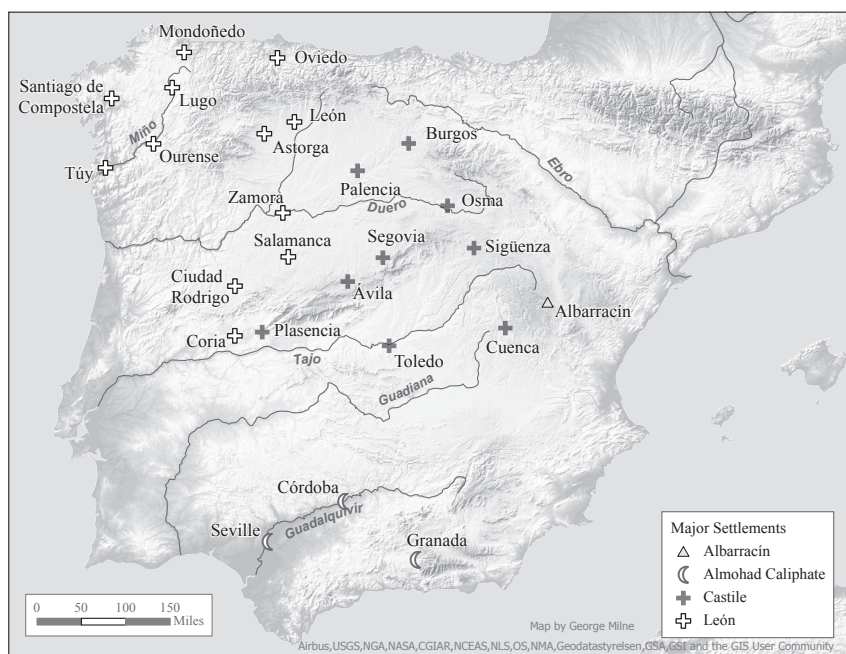 Mondoñedo
Oviedo
Santiago de
Compostela
Lugo
León
Miño
Astorga
Burgos
Ourense
Túy
Ebro
Palencia
Zamora
Osma
Duero
Salamanca
Segovia
Sigüenza
Ciudad
Rodrigo
Ávila
Albarracín
Plasencia
Coria
Cuenca
Tajo
Toledo
Guadiana
Córdoba
Guadalquivir
Seville
Granada
Major Settlements
Albarracín
Almohad Caliphate
Castile
León
0 50 100 150
Miles
Map by George Milne
Airbus,USGS,NGA,NASA,CGIAR,NCEAS,NLS,OS,NMA,Geodatastyrelsen,GSA,GSI and the GIS User Community